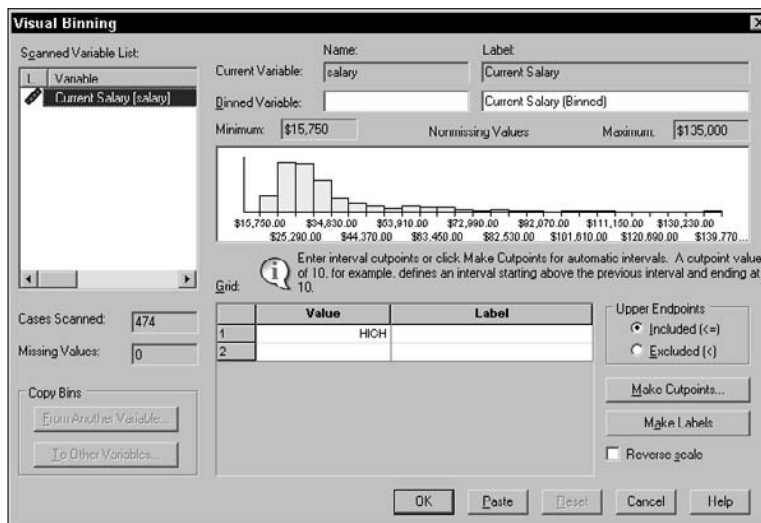 Visual Binning
Scanned Variable List:
Name:
Label:
Current Variable:
salary
Current Salary
Binned Variable:
Current Salary (Binned)
Minimum:
$15,750
Nonmissing Values
Maximum:
$135,000
Variable
Current Salary [salary]
$15,750.00 $34,830.00 $53,910.00 $72,990.00 $92,070.00 $111,150.00 $130,230.00
$25,290.00 $44,370.00 $63,450.00 $82,530.00 $101,610.00 $120,690.00 $139,770...
Enter interval cutpoints or click Make Cutpoints for automatic intervals. A cutpoint value
of 10, for example, defines an interval starting above the previous interval and ending at
10.
Grid:
Value
Label
1
HIGH
2
Cases Scanned:
474
Missing Values:
0
Copy Bins
From Another Variable...
To Other Variables...
Upper Endpoints
Included (<=)
Excluded (<)
Make Cutpoints...
Make Labels
Reverse scale
OK
Paste
Reset
Cancel
Help